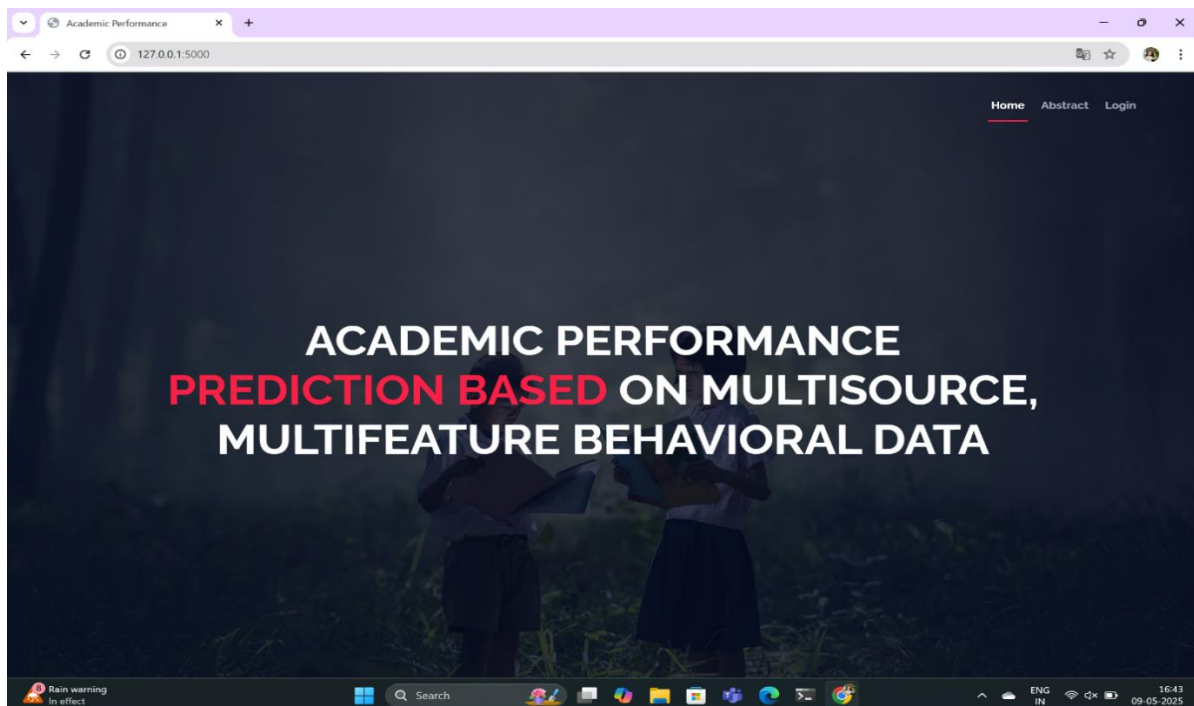 Academic Performance
127.0.0.1:5000
Home Abstract Login
ACADEMIC PERFORMANCE
PREDICTION BASED ON MULTISOURCE,
MULTIFEATURE BEHAVIORAL DATA
Rain warning
In effect
Search
ENG
IN
16:43
09-05-2025